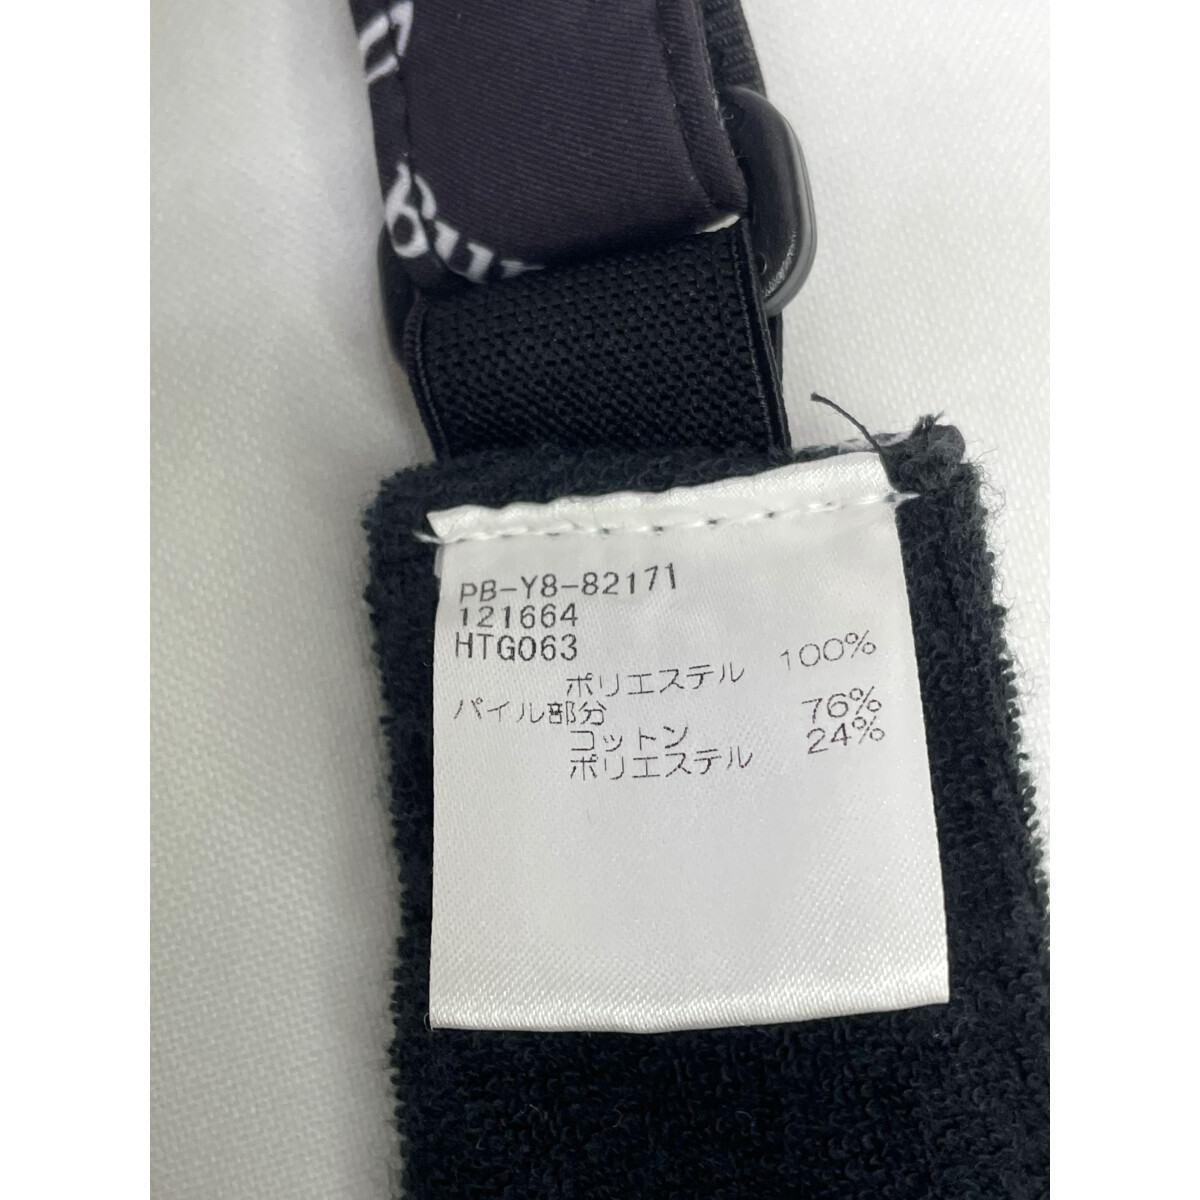 PB-Y8-82171
121664
HTG063
ポリエステル 100%
パイル部分
コットン 76%
ポリエステル 24%